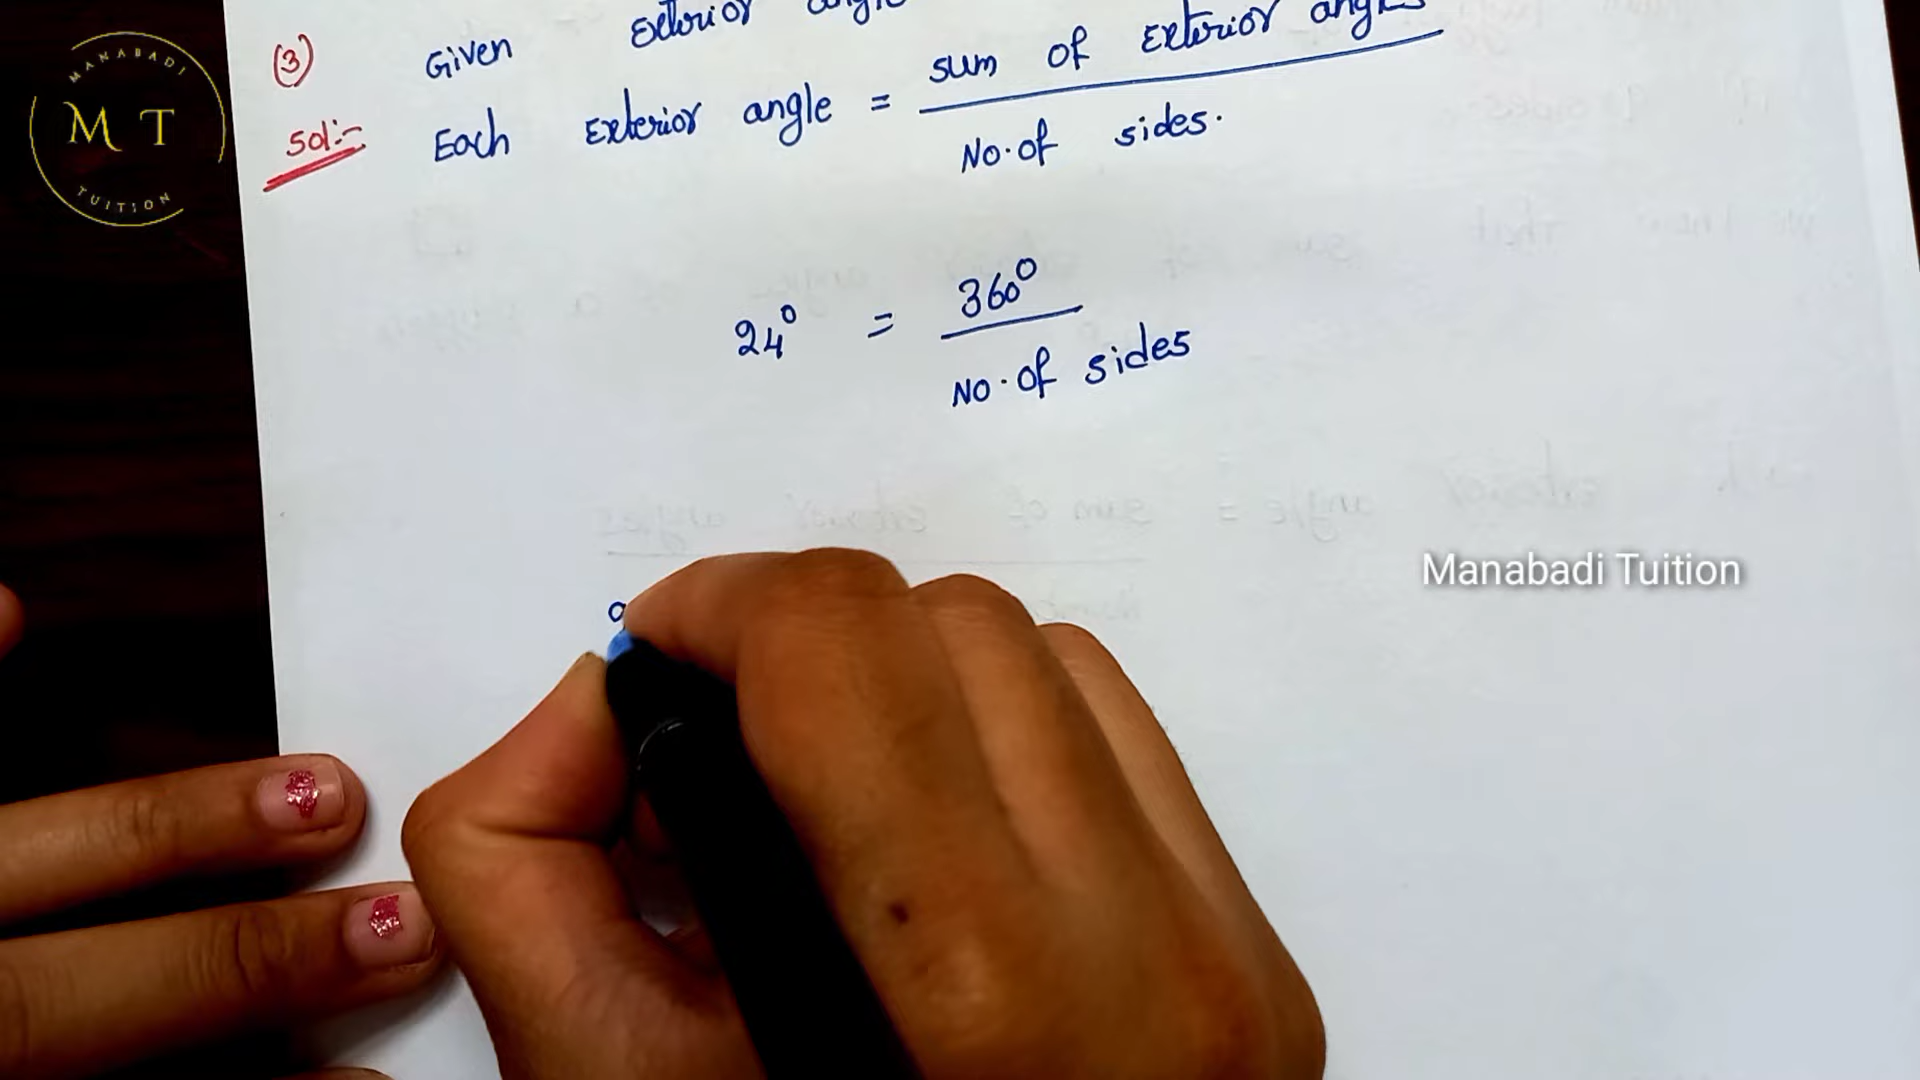 MANABADI
M T
TUITION
(3) Given Exterior angle
Sol:- Each Exterior angle = sum of Exterior angles
No. of sides.
24° = 360°
No. of sides
Manabadi Tuition